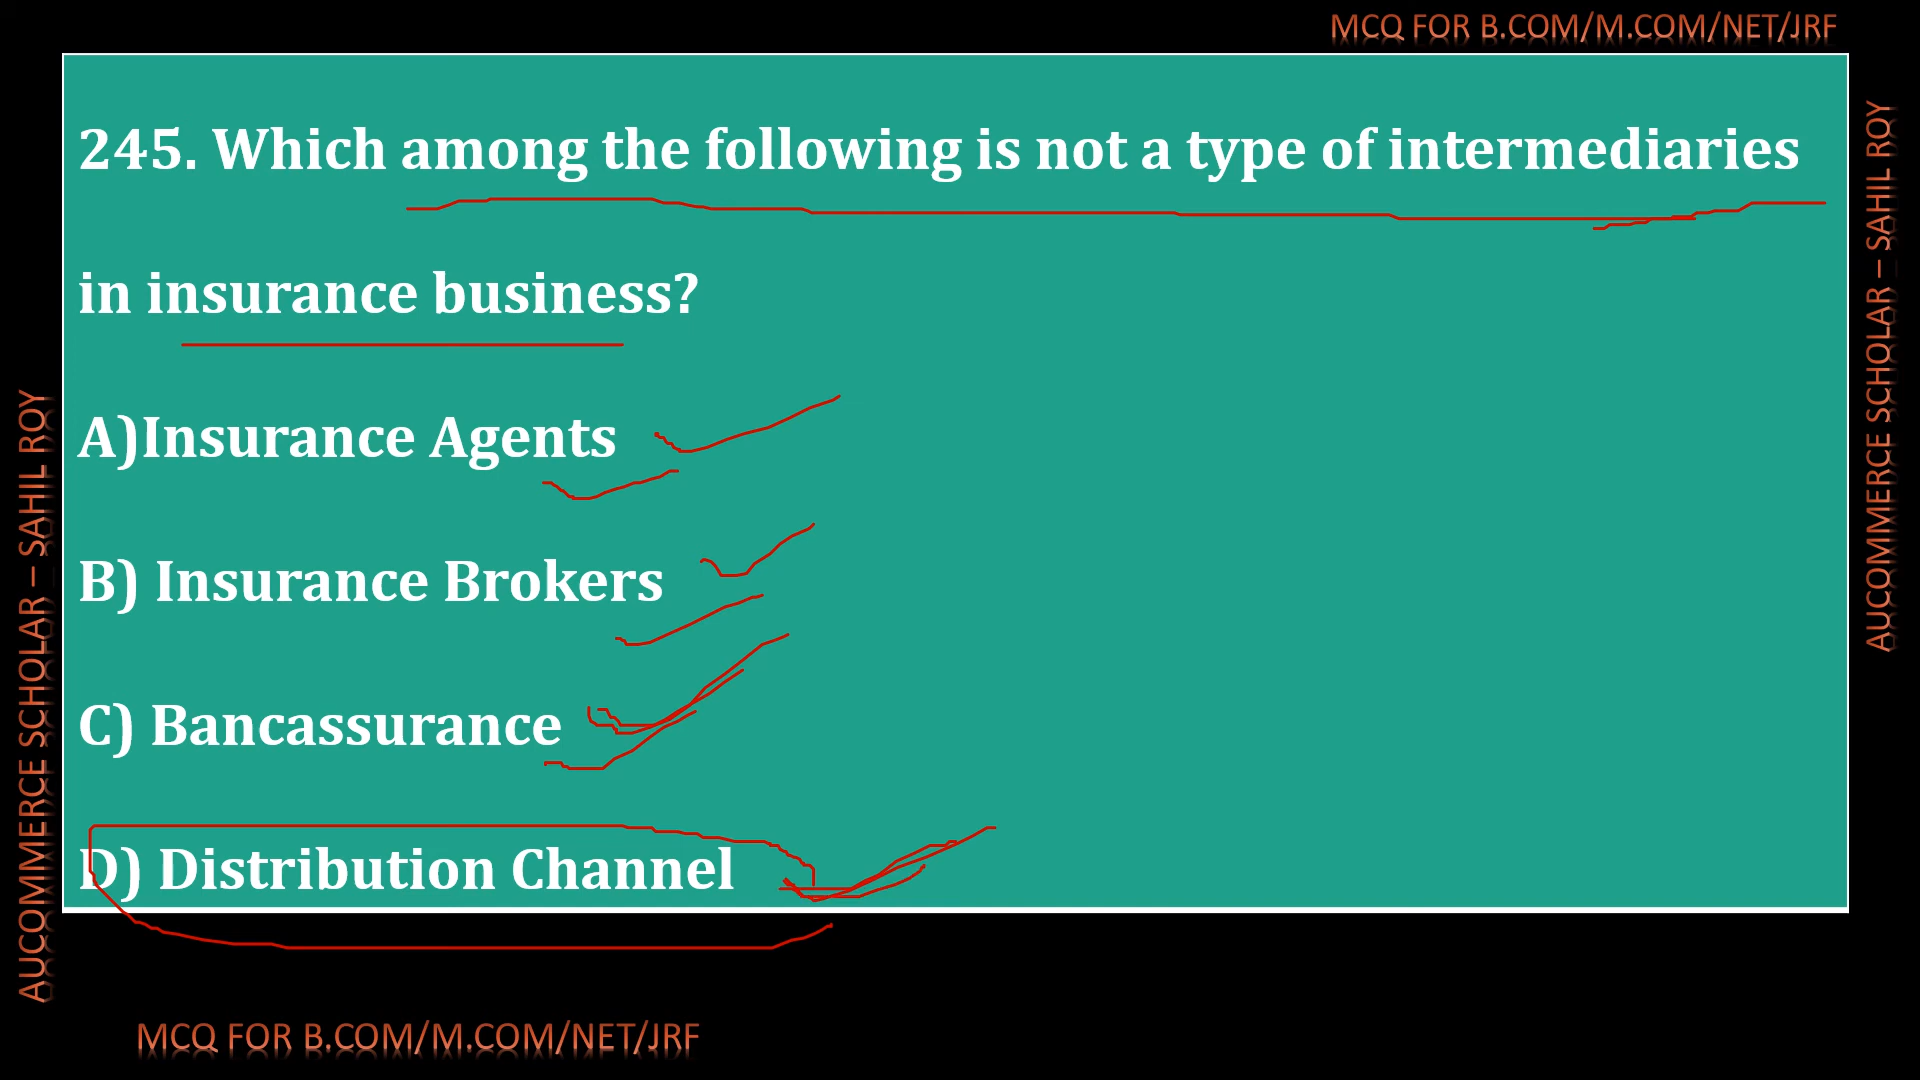 MCQ FOR B.COM/M.COM/NET/JRF
245. Which among the following is not a type of intermediaries
in insurance business?
A)Insurance Agents
B) Insurance Brokers
C) Bancassurance
D) Distribution Channel
AUCOMMERCE SCHOLAR – SAHIL ROY
AUCOMMERCE SCHOLAR – SAHIL ROY
MCQ FOR B.COM/M.COM/NET/JRF